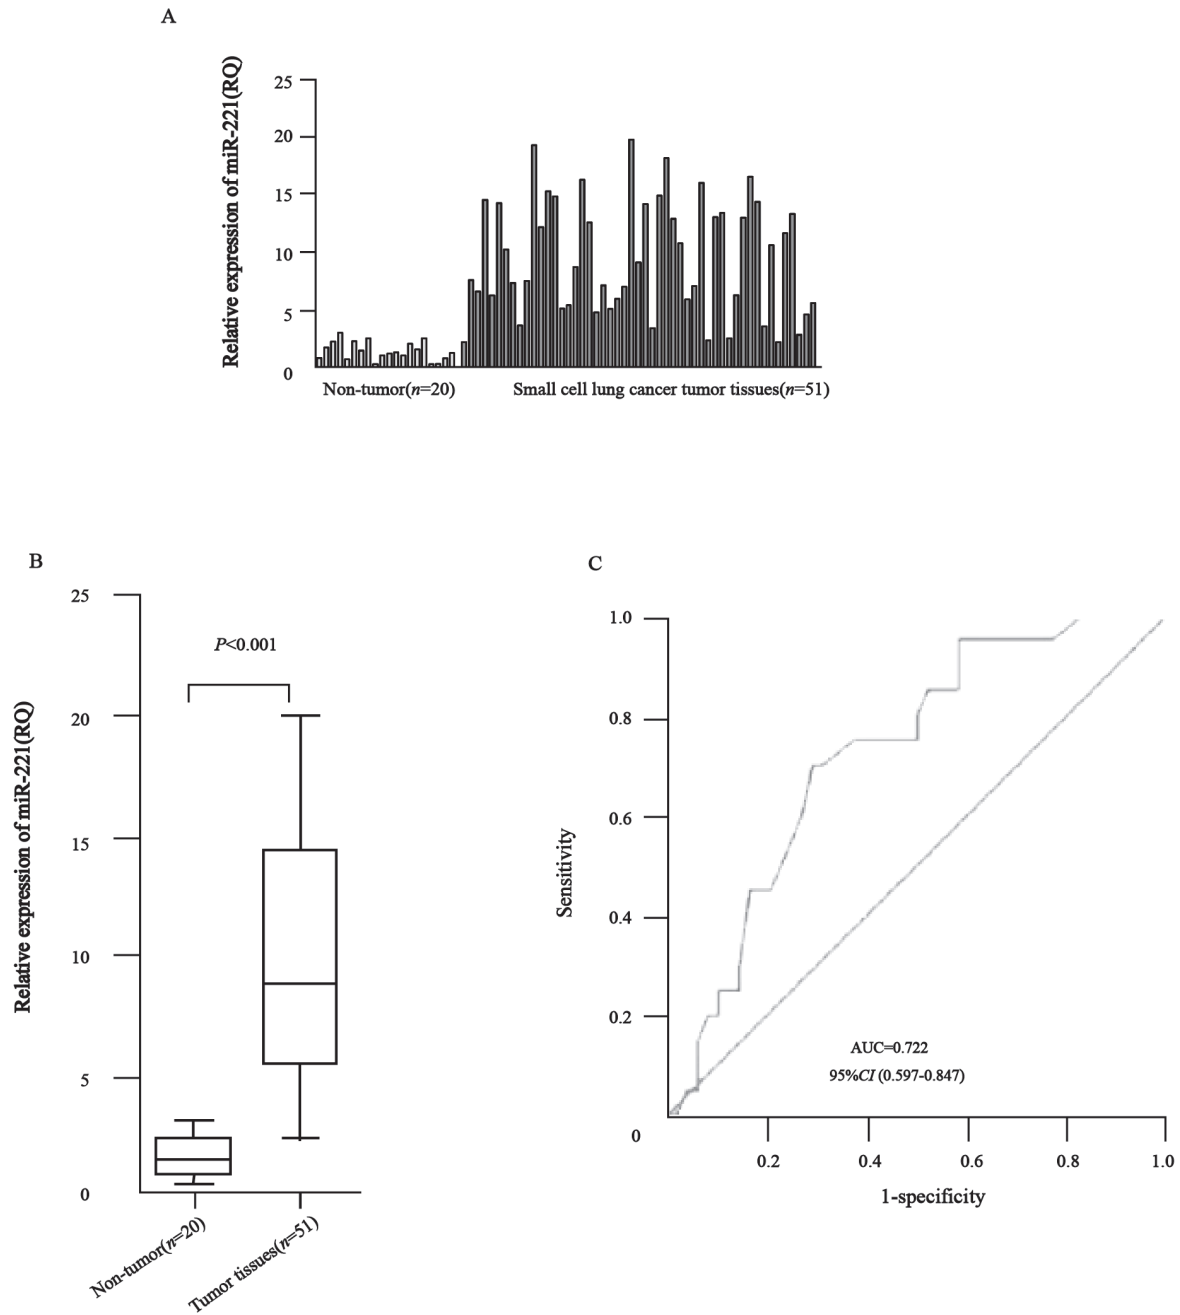 A
Relative expression of miR-221(RQ)
25
20
15
10
5
0
Non-tumor(n=20)
Small cell lung cancer tumor tissues(n=51)
B
Relative expression of miR-221(RQ)
25
20
15
10
5
0
P<0.001
Non-tumor(n=20)
Tumor tissues(n=51)
C
Sensitivity
1.0
0.8
0.6
0.4
0.2
0
AUC=0.722
95%CI (0.597-0.847)
0.2
0.4
0.6
0.8
1.0
1-specificity